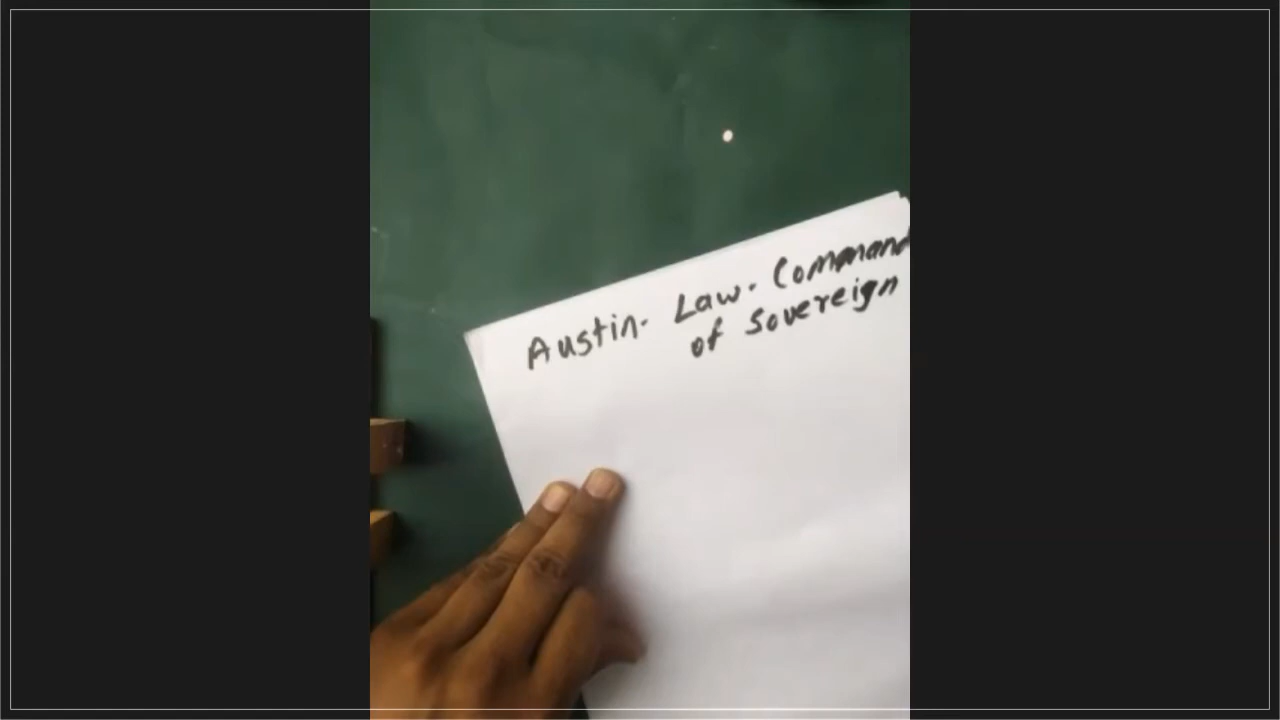 Austin- Law- Command
of Sovereign